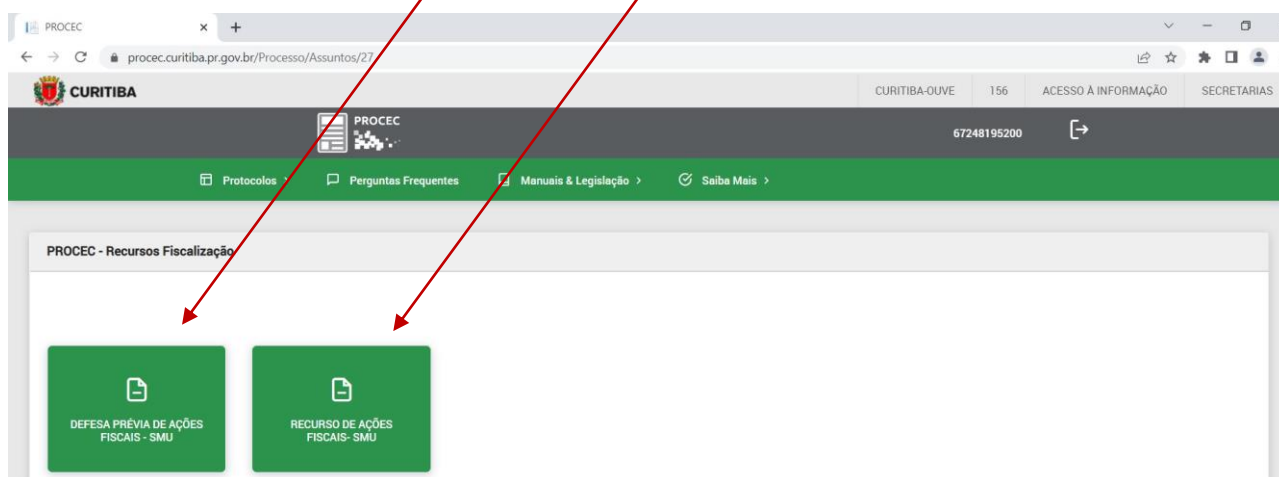 PROCEC
procec.curitiba.pr.gov.br/Processo/Assuntos/27
CURITIBA
CURITIBA-OUVE 156 ACESSO À INFORMAÇÃO SECRETARIAS
PROCEC
67248195200
Protocolos Perguntas Frequentes Manuais & Legislação > Saiba Mais >
PROCEC - Recursos Fiscalização
DEFESA PRÉVIA DE AÇÕES
FISCAIS - SMU
RECURSO DE AÇÕES
FISCAIS- SMU